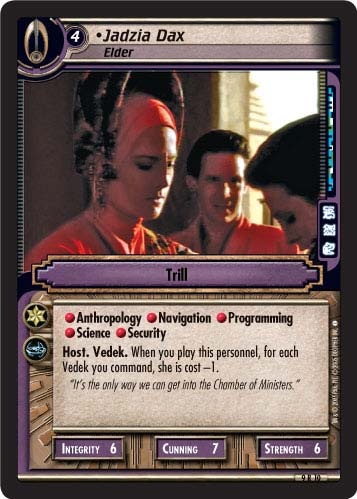 4
•Jadzia Dax
Elder
Trill
Anthropology Navigation Programming
Science Security
Host. Vedek. When you play this personnel, for each
Vedek you command, she is cost –1.
"It's the only way we can get into the Chamber of Ministers."
INTEGRITY 6 CUNNING 7 STRENGTH 6
9 R 10